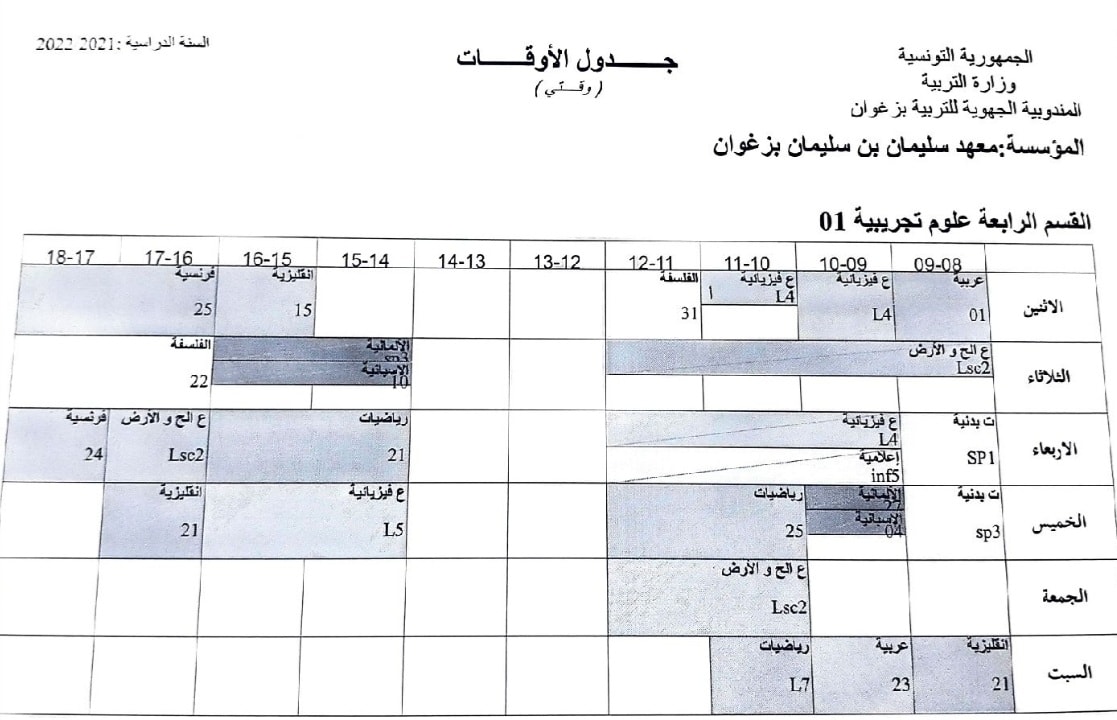 الجمهورية التونسية
وزارة التربية
المندوبية الجهوية للتربية بزغوان
المؤسسة:معهد سليمان بن سليمان بزغوان
جـــــدول الأوقـــــات
(وقـتـي)
السنة الدراسية :2021 2022
القسم الرابعة علوم تجريبية 01
09-08 10-09 11-10 12-11 13-12 14-13 15-14 16-15 17-16 18-17
الاثنين
عربية
01
ع فيزيائية
L4
ع فيزيائية
أ
L4
الفلسفة
31
انقليزية
15
فرنسية
25
الثلاثاء
ع الح و الأرض
Lsc2
الألمانية
sp3
الإسبانية
10
الفلسفة
22
الاربعاء
ت بدنية
SP1
ع فيزيائية
L4
إعلامية
inf5
رياضيات
21
ع الح و الأرض
Lsc2
فرنسية
24
الخميس
ت بدنية
sp3
الألمانية
27
الإسبانية
04
رياضيات
25
ع فيزيائية
L5
انقليزية
21
الجمعة
ع الح و الأرض
Lsc2
السبت
انقليزية
21
عربية
23
رياضيات
L7